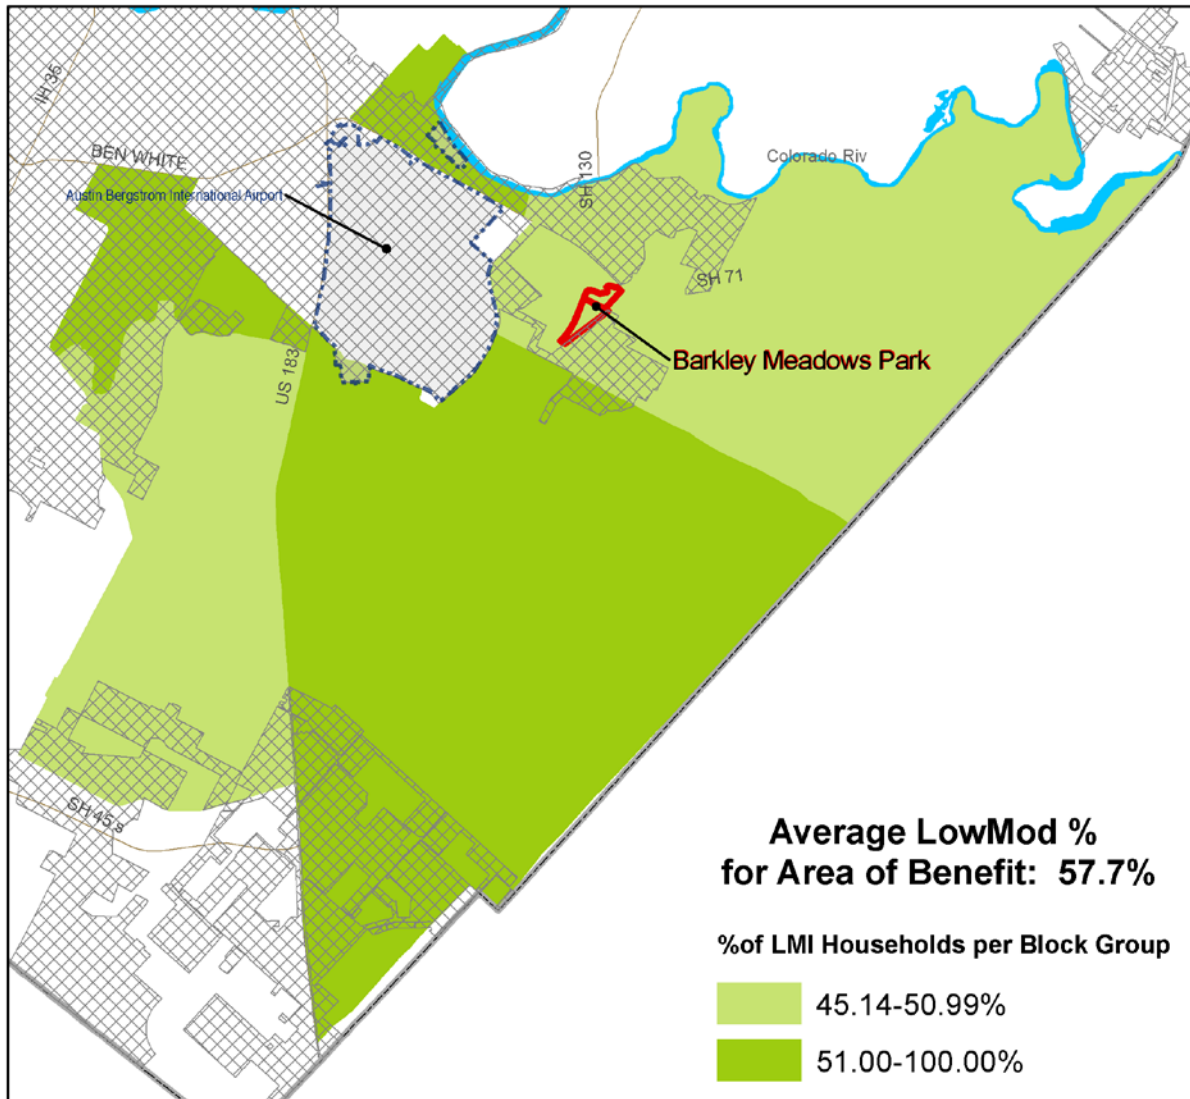 IH 35
BEN WHITE
Austin Bergstrom International Airport
SH 130
Colorado Riv
SH 71
US 183
Barkley Meadows Park
SH 45 s
Average LowMod %
for Area of Benefit: 57.7%
%of LMI Households per Block Group
45.14-50.99%
51.00-100.00%